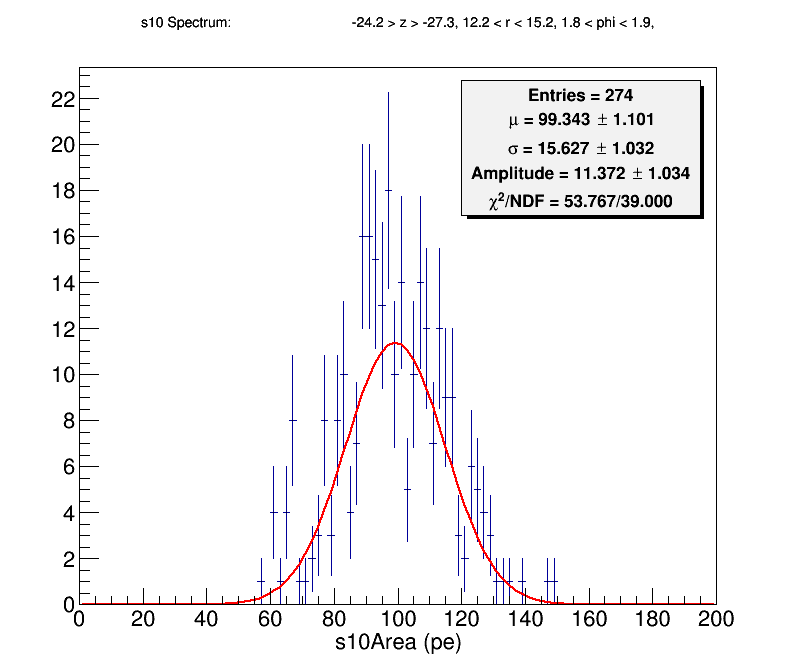 s10 Spectrum: -24.2 > z > -27.3, 12.2 < r < 15.2, 1.8 < phi < 1.9,
Entries = 274
μ = 99.343 ± 1.101
σ = 15.627 ± 1.032
Amplitude = 11.372 ± 1.034
χ²/NDF = 53.767/39.000
22
20
18
16
14
12
10
8
6
4
2
0
0 20 40 60 80 100 120 140 160 180 200
s10Area (pe)